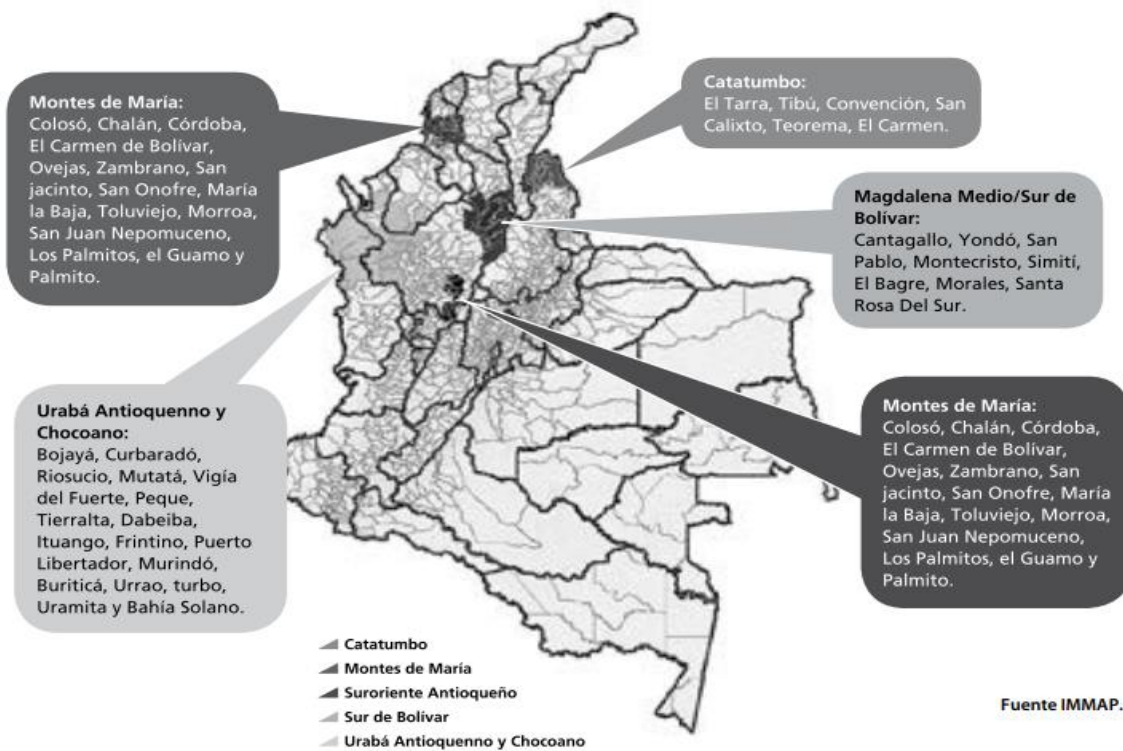 Montes de María:
Colosó, Chalán, Córdoba,
El Carmen de Bolívar,
Ovejas, Zambrano, San
jacinto, San Onofre, María
la Baja, Toluviejo, Morroa,
San Juan Nepomuceno,
Los Palmitos, el Guamo y
Palmito.
Catatumbo:
El Tarra, Tibú, Convención, San
Calixto, Teorema, El Carmen.
Magdalena Medio/Sur de
Bolívar:
Cantagallo, Yondó, San
Pablo, Montecristo, Simití,
El Bagre, Morales, Santa
Rosa Del Sur.
Urabá Antioquenno y
Chocoano:
Bojayá, Curbaradó,
Riosucio, Mutatá, Vigía
del Fuerte, Peque,
Tierralta, Dabeiba,
Ituango, Frintino, Puerto
Libertador, Murindó,
Buriticá, Urrao, turbo,
Uramita y Bahía Solano.
Montes de María:
Colosó, Chalán, Córdoba,
El Carmen de Bolívar,
Ovejas, Zambrano, San
jacinto, San Onofre, María
la Baja, Toluviejo, Morroa,
San Juan Nepomuceno,
Los Palmitos, el Guamo y
Palmito.
Catatumbo
Montes de María
Suroriente Antioqueño
Sur de Bolívar
Urabá Antioquenno y Chocoano
Fuente IMMAP.